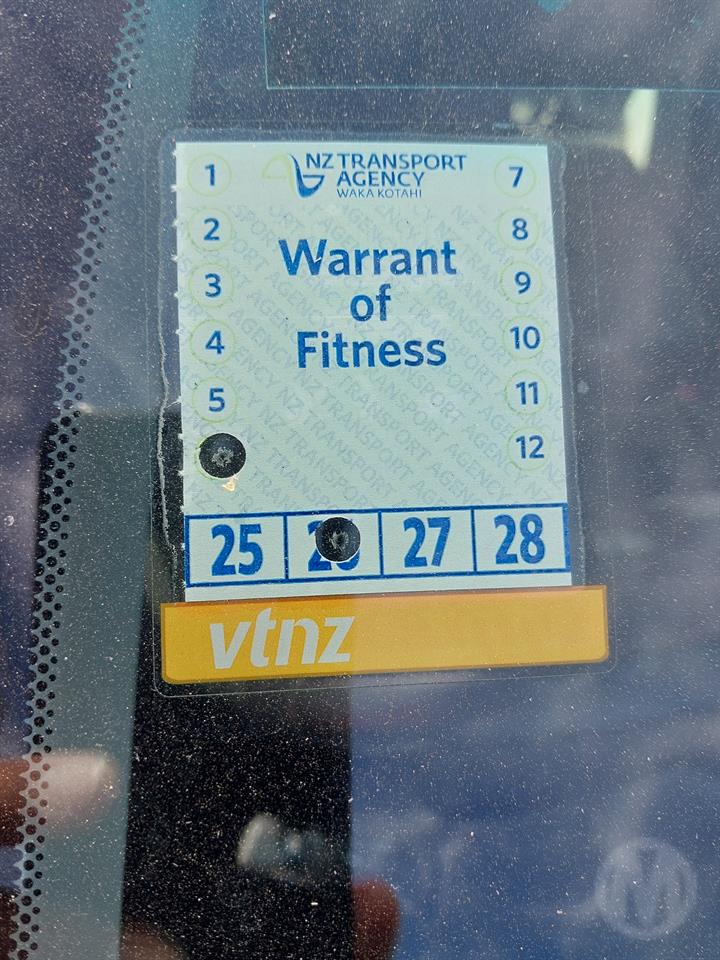 NZ TRANSPORT
AGENCY
WAKA KOTAHI
Warrant
of
Fitness
1
2
3
4
5
7
8
9
10
11
12
25
27
28
vtnz
M